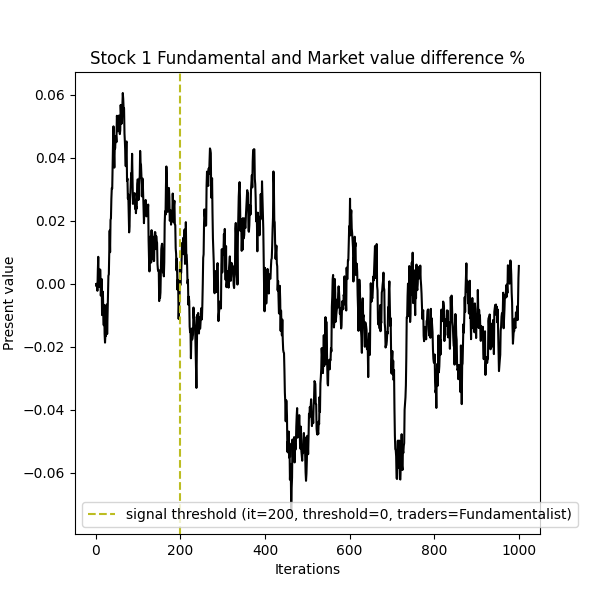 Stock 1 Fundamental and Market value difference %
0.06
0.04
0.02
0.00
−0.02
−0.04
−0.06
Present value
signal threshold (it=200, threshold=0, traders=Fundamentalist)
0 200 400 600 800 1000
Iterations